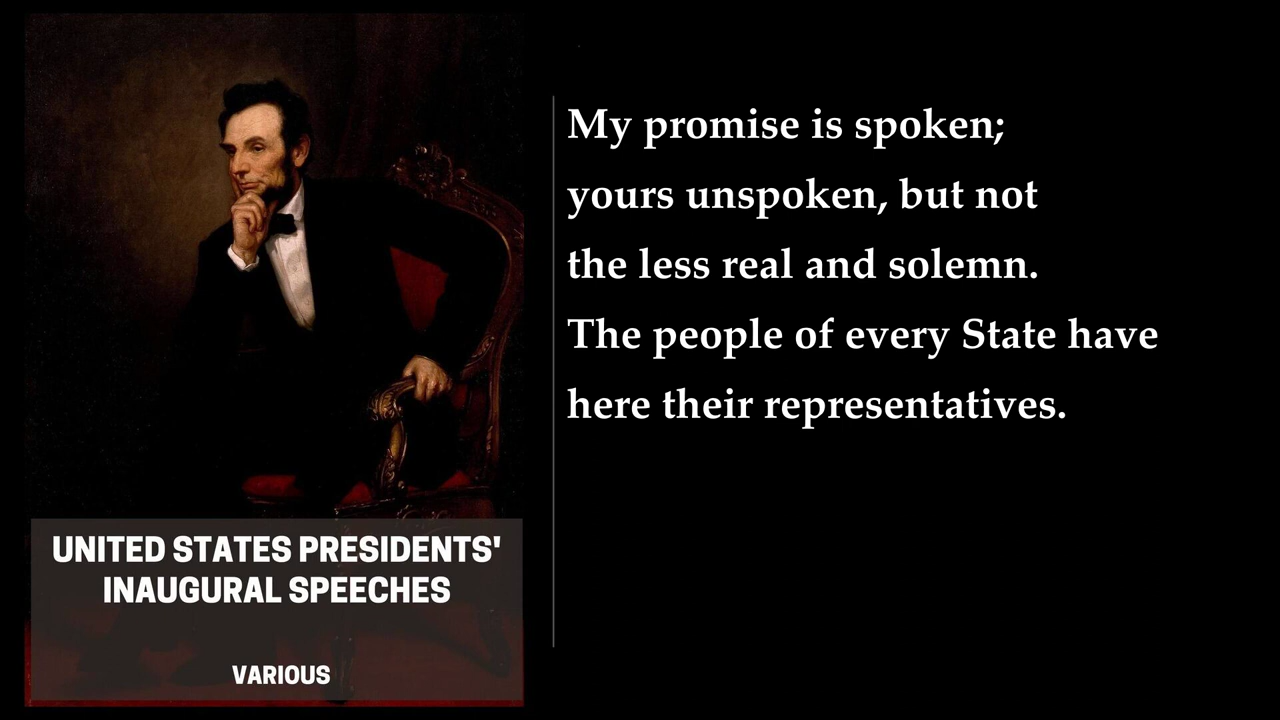 My promise is spoken;
yours unspoken, but not
the less real and solemn.
The people of every State have
here their representatives.
UNITED STATES PRESIDENTS'
INAUGURAL SPEECHES
VARIOUS